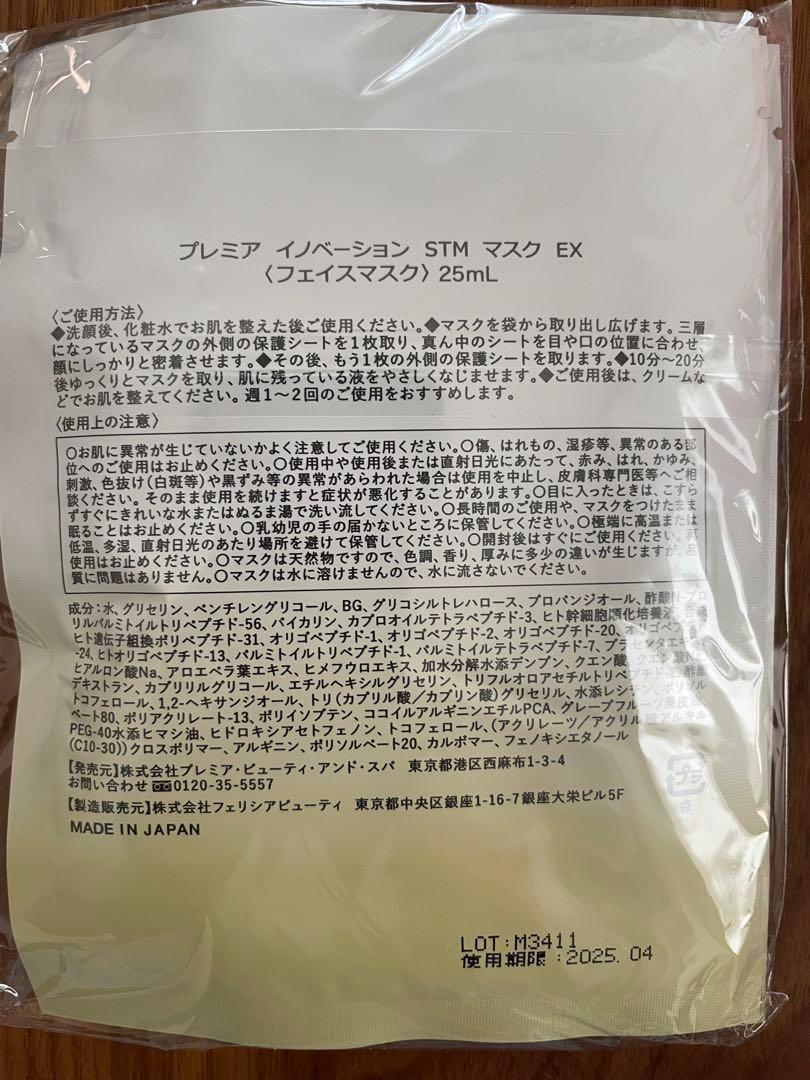 プレミア イノベーション STM マスク EX
〈フェイスマスク〉25mL
〈ご使用方法〉
◆洗顔後、化粧水でお肌を整えた後ご使用ください。◆マスクを袋から取り出し広げます。三層
になっているマスクの外側の保護シートを1枚取り、真ん中のシートを目や口の位置に合わせ、
顔にしっかりと密着させます。◆その後、もう1枚の外側の保護シートを取ります。◆10分〜20分
後ゆっくりとマスクを取り、肌に残っている液をやさしくなじませます。◆ご使用後は、クリームな
どでお肌を整えてください。週1〜2回のご使用をおすすめします。
〈使用上の注意〉
○お肌に異常が生じていないかよく注意してご使用ください。○傷、はれもの、湿疹等、異常のある部
位へのご使用はお止めください。○使用中や使用後または直射日光にあたって、赤み、はれ、かゆみ、
刺激、色抜け(白斑等)や黒ずみ等の異常があらわれた場合は使用を中止し、皮膚科専門医等へご相
談ください。そのまま使用を続けますと症状が悪化することがあります。○目に入ったときは、こすら
ずすぐにきれいな水またはぬるま湯で洗い流してください。○長時間のご使用や、マスクをつけたまま
眠ることはお止めください。○乳幼児の手の届かないところに保管してください。○極端に高温または
低温、多湿、直射日光のあたり場所を避けて保管してください。○開封後はすぐにご使用ください。再
使用はお止めください。○マスクは天然物ですので、色調、香り、厚みに多少の違いが生じますが、品
質に問題はありません。○マスクは水に溶けませんので、水に流さないでください。
成分:水、グリセリン、ペンチレングリコール、BG、グリコシルトレハロース、プロパンジオール、酢酸N-プロ
リルパルミトイルトリペプチド-56、バイカリン、カプロオイルテトラペプチド-3、ヒト幹細胞順化培養液、合成
ヒト遺伝子組換ポリペプチド-31、オリゴペプチド-1、オリゴペプチド-2、オリゴペプチド-20、オリゴペプチド
-24、ヒトオリゴペプチド-13、パルミトイルトリペプチド-1、パルミトイルテトラペプチド-7、プラセンタエキス、
ヒアルロン酸Na、アロエベラ葉エキス、ヒメフウロエキス、加水分解水添デンプン、クエン酸、クエン酸Na、
デキストラン、カプリリルグリコール、エチルヘキシルグリセリン、トリフルオロアセチルトリペプチド-2、酢酸
トコフェロール、1,2-ヘキサンジオール、トリ(カプリル酸/カプリン酸)グリセリル、水添レシチン、ポリソル
ベート80、ポリアクリレート-13、ポリイソブテン、ココイルアルギニンエチルPCA、グレープフルーツ果皮油、
PEG-40水添ヒマシ油、ヒドロキシアセトフェノン、トコフェロール、(アクリレーツ/アクリル酸アルキル
(C10-30))クロスポリマー、アルギニン、ポリソルベート20、カルボマー、フェノキシエタノール
【発売元】株式会社プレミア・ビューティ・アンド・スパ 東京都港区西麻布1-3-4
お問い合わせ 0120-35-5557
【製造販売元】株式会社フェリシアビューティ 東京都中央区銀座1-16-7銀座大栄ビル5F
MADE IN JAPAN
プラ
袋
LOT:M3411
使用期限:2025.04